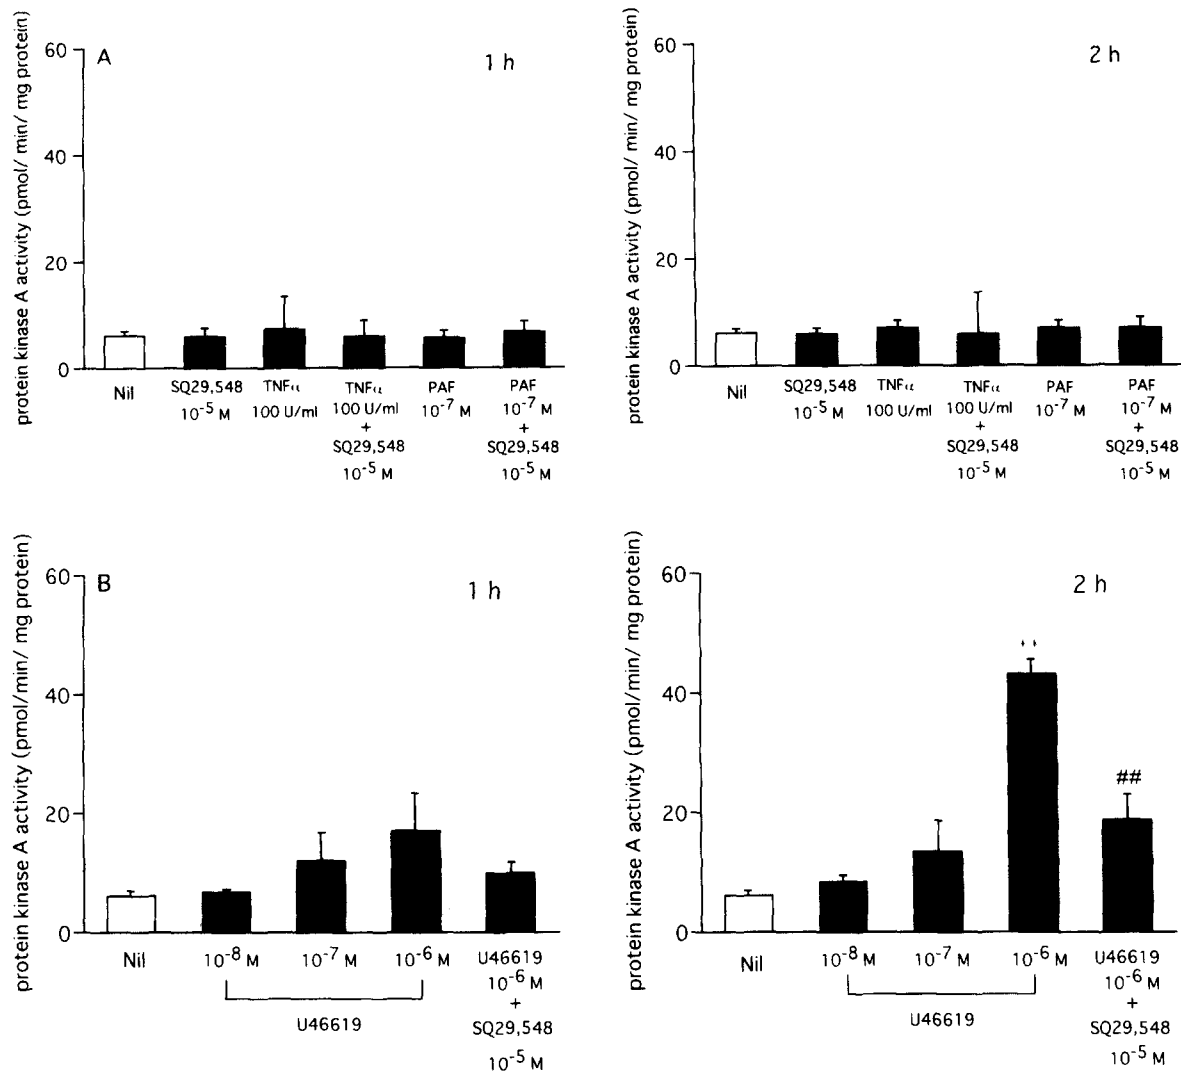 A
1 h
protein kinase A activity (pmol/ min/ mg protein)
60
40
20
0
Nil
SQ29,548
10⁻⁵ M
TNFα
100 U/ml
TNFα
100 U/ml
+
SQ29,548
10⁻⁵ M
PAF
10⁻⁷ M
PAF
10⁻⁷ M
+
SQ29,548
10⁻⁵ M
2 h
protein kinase A activity (pmol/ min/ mg protein)
60
40
20
0
Nil
SQ29,548
10⁻⁵ M
TNFα
100 U/ml
TNFα
100 U/ml
+
SQ29,548
10⁻⁵ M
PAF
10⁻⁷ M
PAF
10⁻⁷ M
+
SQ29,548
10⁻⁵ M
B
1 h
protein kinase A activity (pmol/min/ mg protein)
60
40
20
0
Nil
10⁻⁸ M
10⁻⁷ M
10⁻⁶ M
U46619
U46619
10⁻⁶ M
+
SQ29,548
10⁻⁵ M
2 h
protein kinase A activity (pmol/min/ mg protein)
60
40
20
0
**
##
Nil
10⁻⁸ M
10⁻⁷ M
10⁻⁶ M
U46619
U46619
10⁻⁶ M
+
SQ29,548
10⁻⁵ M